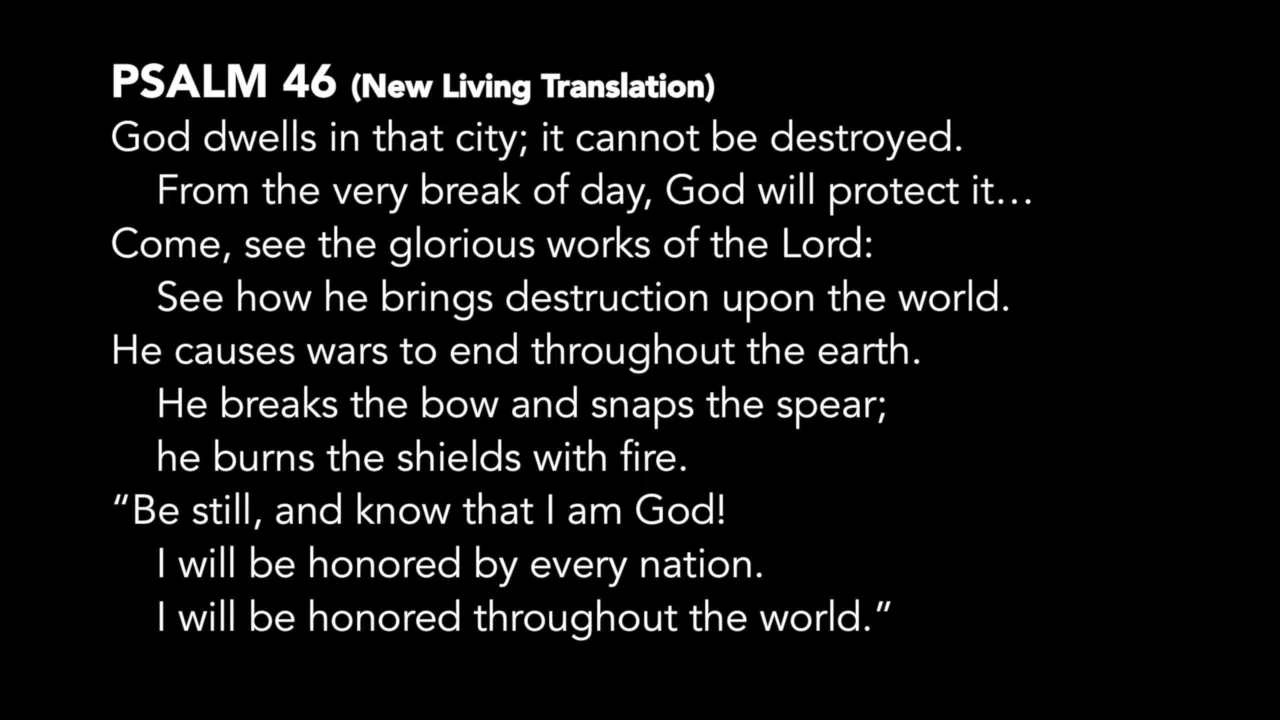 PSALM 46 (New Living Translation)
God dwells in that city; it cannot be destroyed.
From the very break of day, God will protect it…
Come, see the glorious works of the Lord:
See how he brings destruction upon the world.
He causes wars to end throughout the earth.
He breaks the bow and snaps the spear;
he burns the shields with fire.
“Be still, and know that I am God!
I will be honored by every nation.
I will be honored throughout the world.”